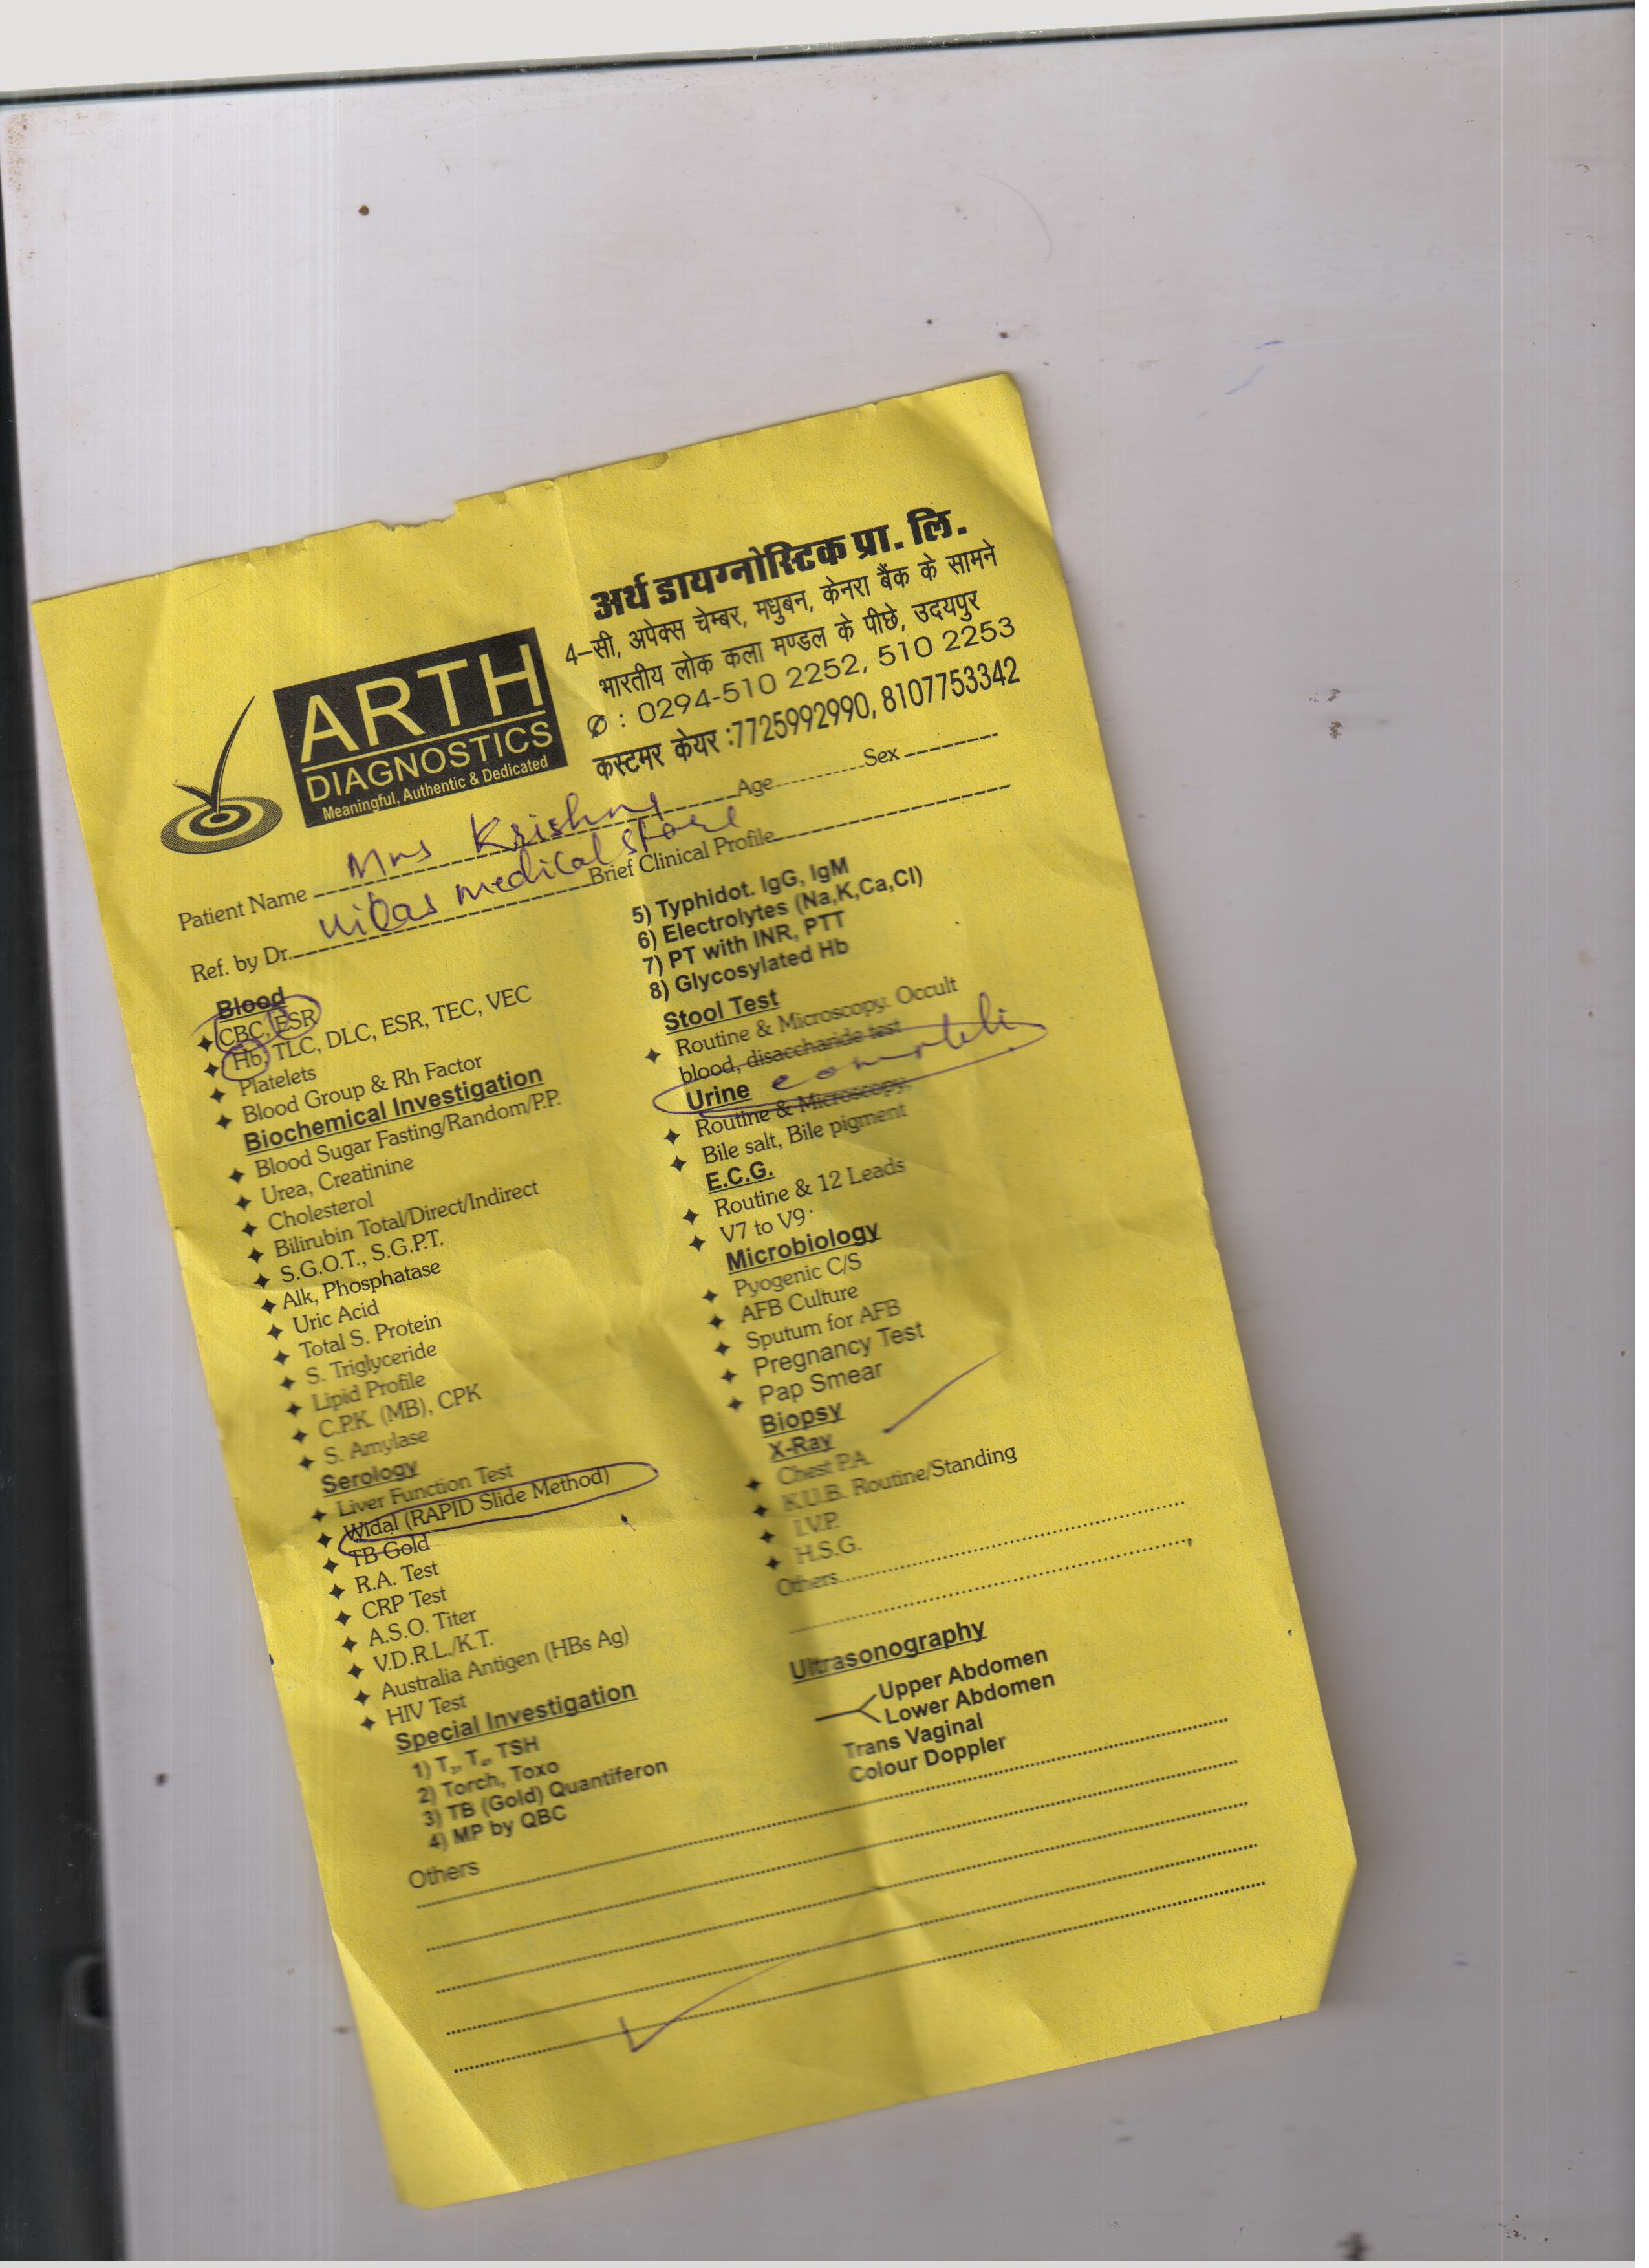 अर्थ डायग्नोस्टिक प्रा. लि.
4-सी, अपेक्स चेम्बर, मधुबन, केनरा बैंक के सामने
भारतीय लोक कला मण्डल के पीछे, उदयपुर
✆ : 0294-510 2252, 510 2253
कस्टमर केयर :7725992990, 8107753342
ARTH
DIAGNOSTICS
Meaningful, Authentic & Dedicated
Patient Name Mrs Krishna Age Sex
Ref. by Dr. medical store Brief Clinical Profile
Blood
CBC, ESR
Hb, TLC, DLC, ESR, TEC, VEC
Platelets
Blood Group & Rh Factor
Biochemical Investigation
Blood Sugar Fasting/Random/P.P.
Urea, Creatinine
Cholesterol
Bilirubin Total/Direct/Indirect
S.G.O.T., S.G.P.T.
Alk, Phosphatase
Uric Acid
Total S. Protein
S. Triglyceride
Lipid Profile
C.P.K. (MB), CPK
S. Amylase
Serology
Liver Function Test
Widal (RAPID Slide Method)
TB Gold
R.A. Test
CRP Test
A.S.O. Titer
V.D.R.L./K.T.
Australia Antigen (HBs Ag)
HIV Test
Special Investigation
1) T₃, T₄, TSH
2) Torch, Toxo
3) TB (Gold) Quantiferon
4) MP by QBC
Others
5) Typhidot. IgG, IgM
6) Electrolytes (Na,K,Ca,Cl)
7) PT with INR, PTT
8) Glycosylated Hb
Stool Test
Routine & Microscopy. Occult
blood, disaccharide test
Urine
Routine & Microscopy,
Bile salt, Bile pigment
E.C.G.
Routine & 12 Leads
V7 to V9
Microbiology
Pyogenic C/S
AFB Culture
Sputum for AFB
Pregnancy Test
Pap Smear
Biopsy
X-Ray
Chest P.A.
K.U.B. Routine/Standing
I.V.P.
H.S.G.
Others
Ultrasonography
Upper Abdomen
Lower Abdomen
Trans Vaginal
Colour Doppler